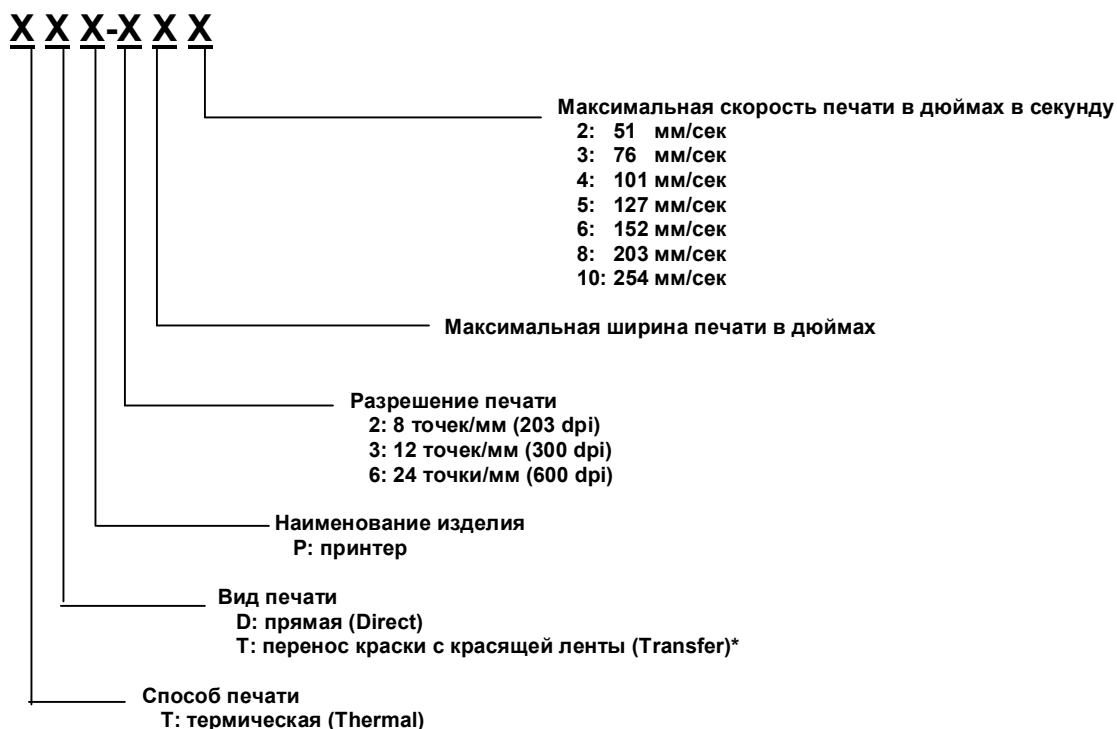 X X X-X X X
Максимальная скорость печати в дюймах в секунду
2: 51 мм/сек
3: 76 мм/сек
4: 101 мм/сек
5: 127 мм/сек
6: 152 мм/сек
8: 203 мм/сек
10: 254 мм/сек
Максимальная ширина печати в дюймах
Разрешение печати
2: 8 точек/мм (203 dpi)
3: 12 точек/мм (300 dpi)
6: 24 точки/мм (600 dpi)
Наименование изделия
P: принтер
Вид печати
D: прямая (Direct)
T: перенос краски с красящей ленты (Transfer)*
Способ печати
T: термическая (Thermal)